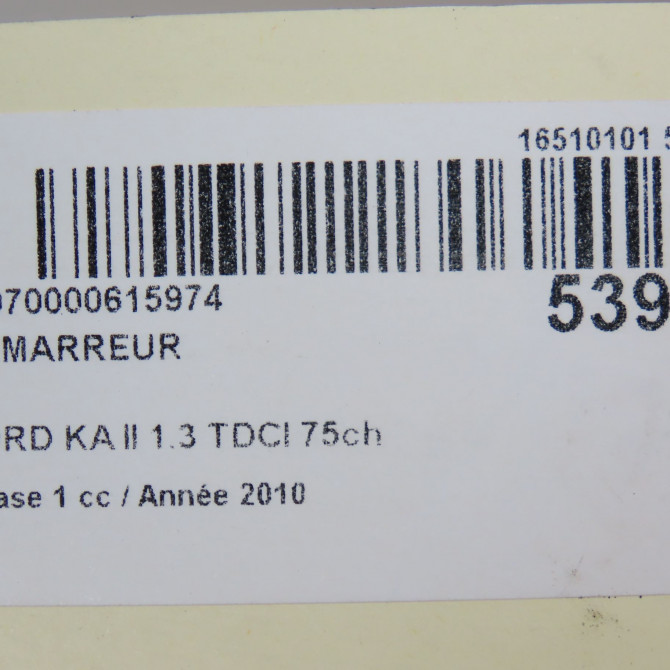 16510101 5
070000615974
539
MARREUR
RD KA II 1.3 TDCI 75ch
ase 1 cc / Année 2010